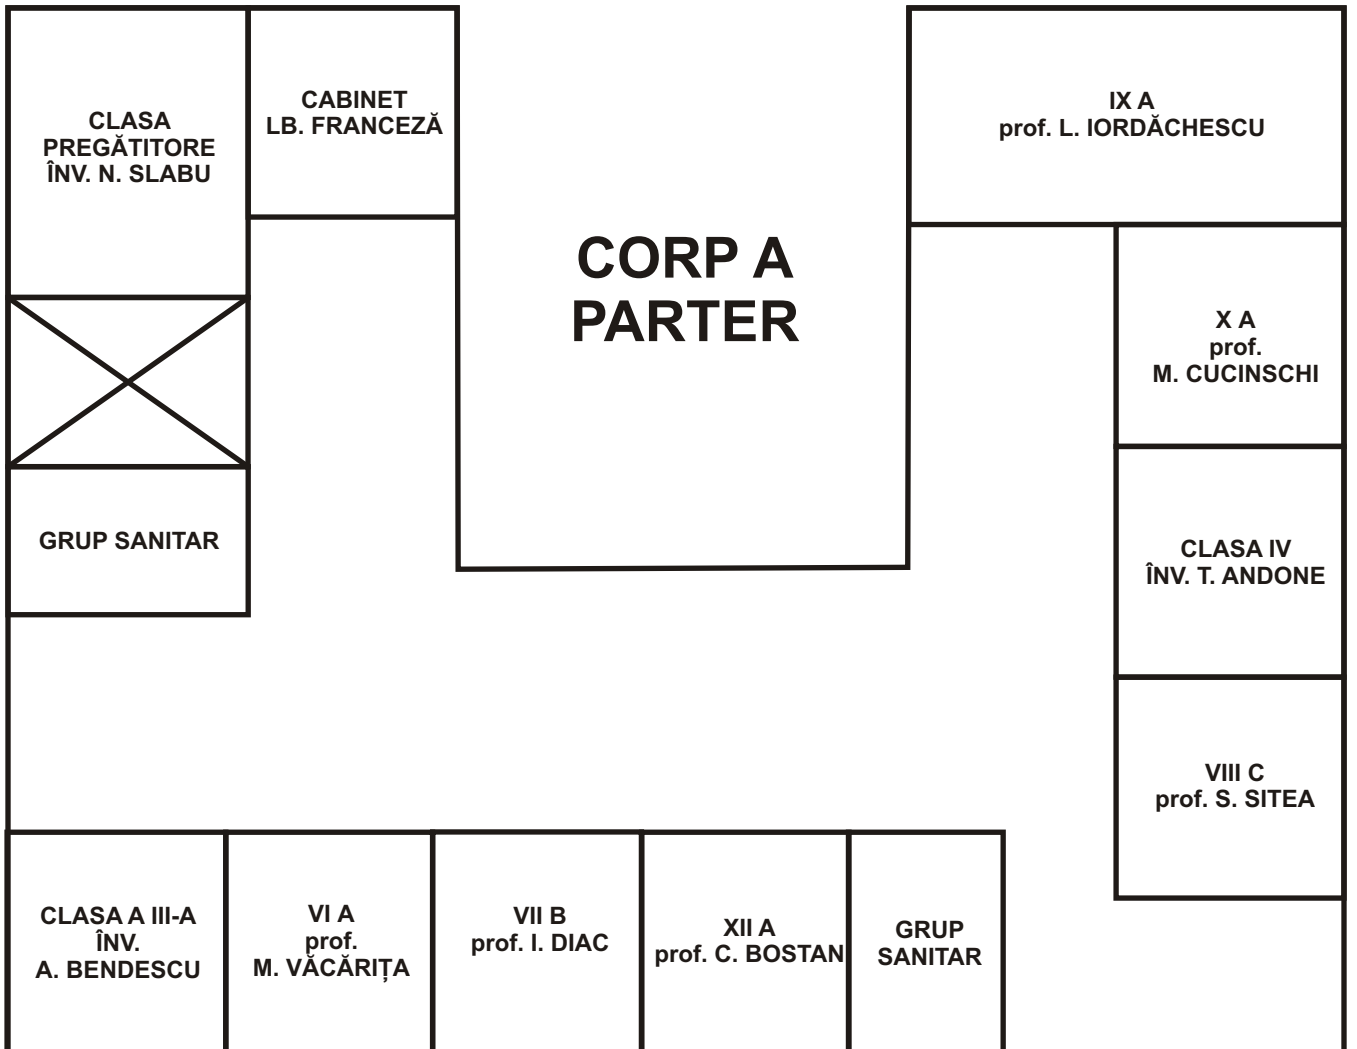 CLASA
PREGĂTITORE
ÎNV. N. SLABU
CABINET
LB. FRANCEZĂ
IX A
prof. L. IORDĂCHESCU
CORP A
PARTER
X A
prof.
M. CUCINSCHI
GRUP SANITAR
CLASA IV
ÎNV. T. ANDONE
VIII C
prof. S. SITEA
CLASA A III-A
ÎNV.
A. BENDESCU
VI A
prof.
M. VĂCĂRIȚA
VII B
prof. I. DIAC
XII A
prof. C. BOSTAN
GRUP
SANITAR